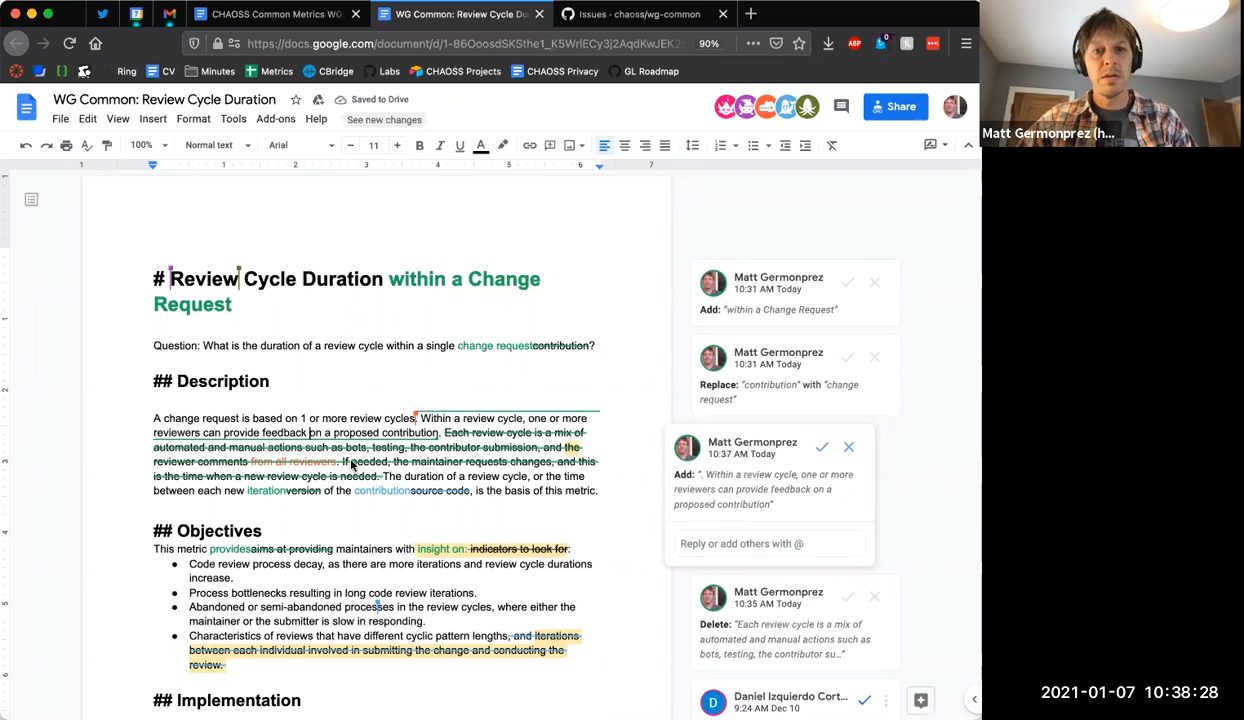 CHAOSS Common Metrics WG
WG Common: Review Cycle Du
Issues · chaoss/wg-common
https://docs.google.com/document/d/1-86OoosdSKSthe1_K5WrlECy3j2AqdKwJEK2
90%
ABP
0
Ring
CV
Minutes
Metrics
CBridge
Labs
CHAOSS Projects
CHAOSS Privacy
GL Roadmap
WG Common: Review Cycle Duration
Saved to Drive
File Edit View Insert Format Tools Add-ons Help
See new changes
Share
Matt Germonprez (h...
100%
Normal text
Arial
11
B I U A
1 1 2 3 4 5 6 7
# Review Cycle Duration within a Change
Request
Question: What is the duration of a review cycle within a single change requestcontribution?
## Description
A change request is based on 1 or more review cycles. Within a review cycle, one or more
reviewers can provide feedback on a proposed contribution. Each review cycle is a mix of
automated and manual actions such as bots, testing, the contributor submission, and the
reviewer comments from all reviewers. If needed, the maintainer requests changes, and this
is the time when a new review cycle is needed. The duration of a review cycle, or the time
between each new iterationversion of the contributionsource code, is the basis of this metric.
## Objectives
This metric providesaims at providing maintainers with insight on: indicators to look for:
● Code review process decay, as there are more iterations and review cycle durations
increase.
● Process bottlenecks resulting in long code review iterations.
● Abandoned or semi-abandoned processes in the review cycles, where either the
maintainer or the submitter is slow in responding.
● Characteristics of reviews that have different cyclic pattern lengths, and iterations
between each individual involved in submitting the change and conducting the
review.
## Implementation
Matt Germonprez
10:31 AM Today
Add: "within a Change Request"
Matt Germonprez
10:31 AM Today
Replace: "contribution" with "change
request"
Matt Germonprez
10:37 AM Today
Add: ". Within a review cycle, one or more
reviewers can provide feedback on a
proposed contribution"
Reply or add others with @
Matt Germonprez
10:35 AM Today
Delete: "Each review cycle is a mix of
automated and manual actions such as
bots, testing, the contributor su..."
D
Daniel Izquierdo Cort...
9:24 AM Dec 10
2021-01-07 10:38:28